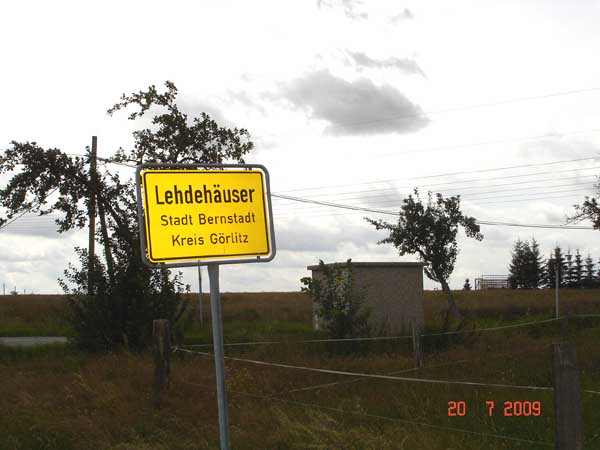 Lehdehäuser
Stadt Bernstadt
Kreis Görlitz
20 7 2009